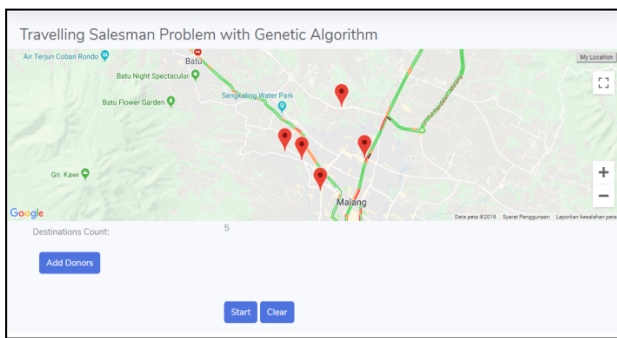 Travelling Salesman Problem with Genetic Algorithm
Air Terjun Coban Rondo
Batu
My Location
Batu Night Spectacular
Sengkaling Water Park
Batu Flower Garden
Gn. Kawi
Malang
Google
Data peta ©2019 Syarat Penggunaan Laporkan kesalahan peta
Destinations Count: 5
Add Donors
Start Clear